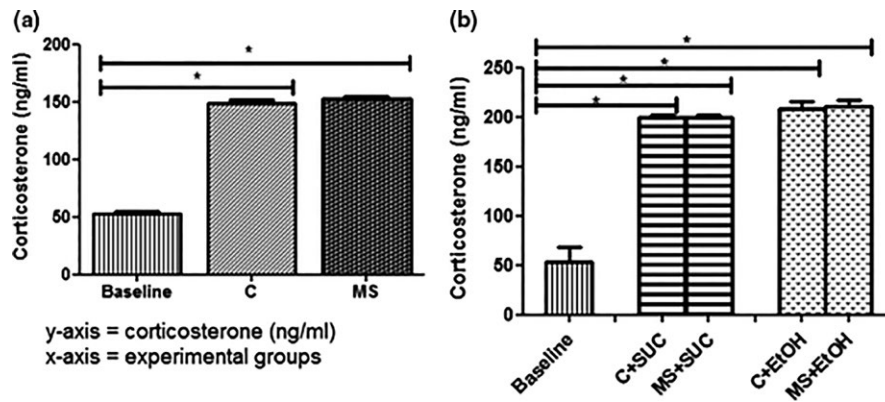 (a)
*
*
Corticosterone (ng/ml)
200
150
100
50
0
Baseline C MS
y-axis = corticosterone (ng/ml)
x-axis = experimental groups
(b)
*
*
*
*
Corticosterone (ng/ml)
250
200
150
100
50
0
Baseline
C+SUC
MS+SUC
C+EtOH
MS+EtOH